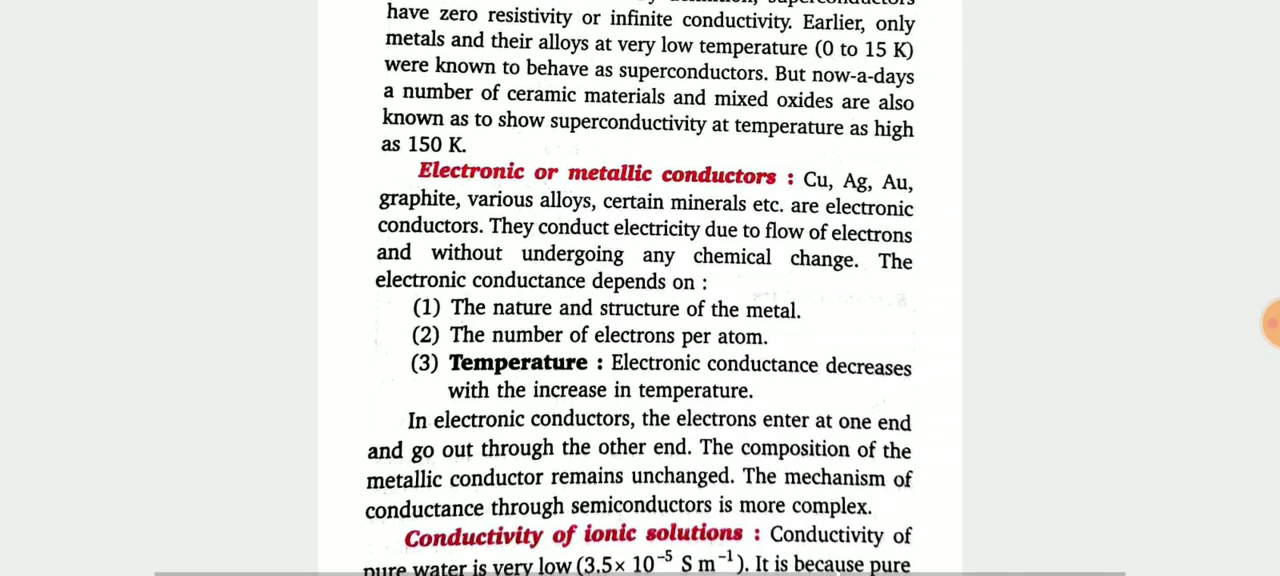 have zero resistivity or infinite conductivity. Earlier, only
metals and their alloys at very low temperature (0 to 15 K)
were known to behave as superconductors. But now-a-days
a number of ceramic materials and mixed oxides are also
known as to show superconductivity at temperature as high
as 150 K.
Electronic or metallic conductors : Cu, Ag, Au,
graphite, various alloys, certain minerals etc. are electronic
conductors. They conduct electricity due to flow of electrons
and without undergoing any chemical change. The
electronic conductance depends on :
(1) The nature and structure of the metal.
(2) The number of electrons per atom.
(3) Temperature : Electronic conductance decreases
with the increase in temperature.
In electronic conductors, the electrons enter at one end
and go out through the other end. The composition of the
metallic conductor remains unchanged. The mechanism of
conductance through semiconductors is more complex.
Conductivity of ionic solutions : Conductivity of
pure water is very low (3.5× 10⁻⁵ S m⁻¹). It is because pure